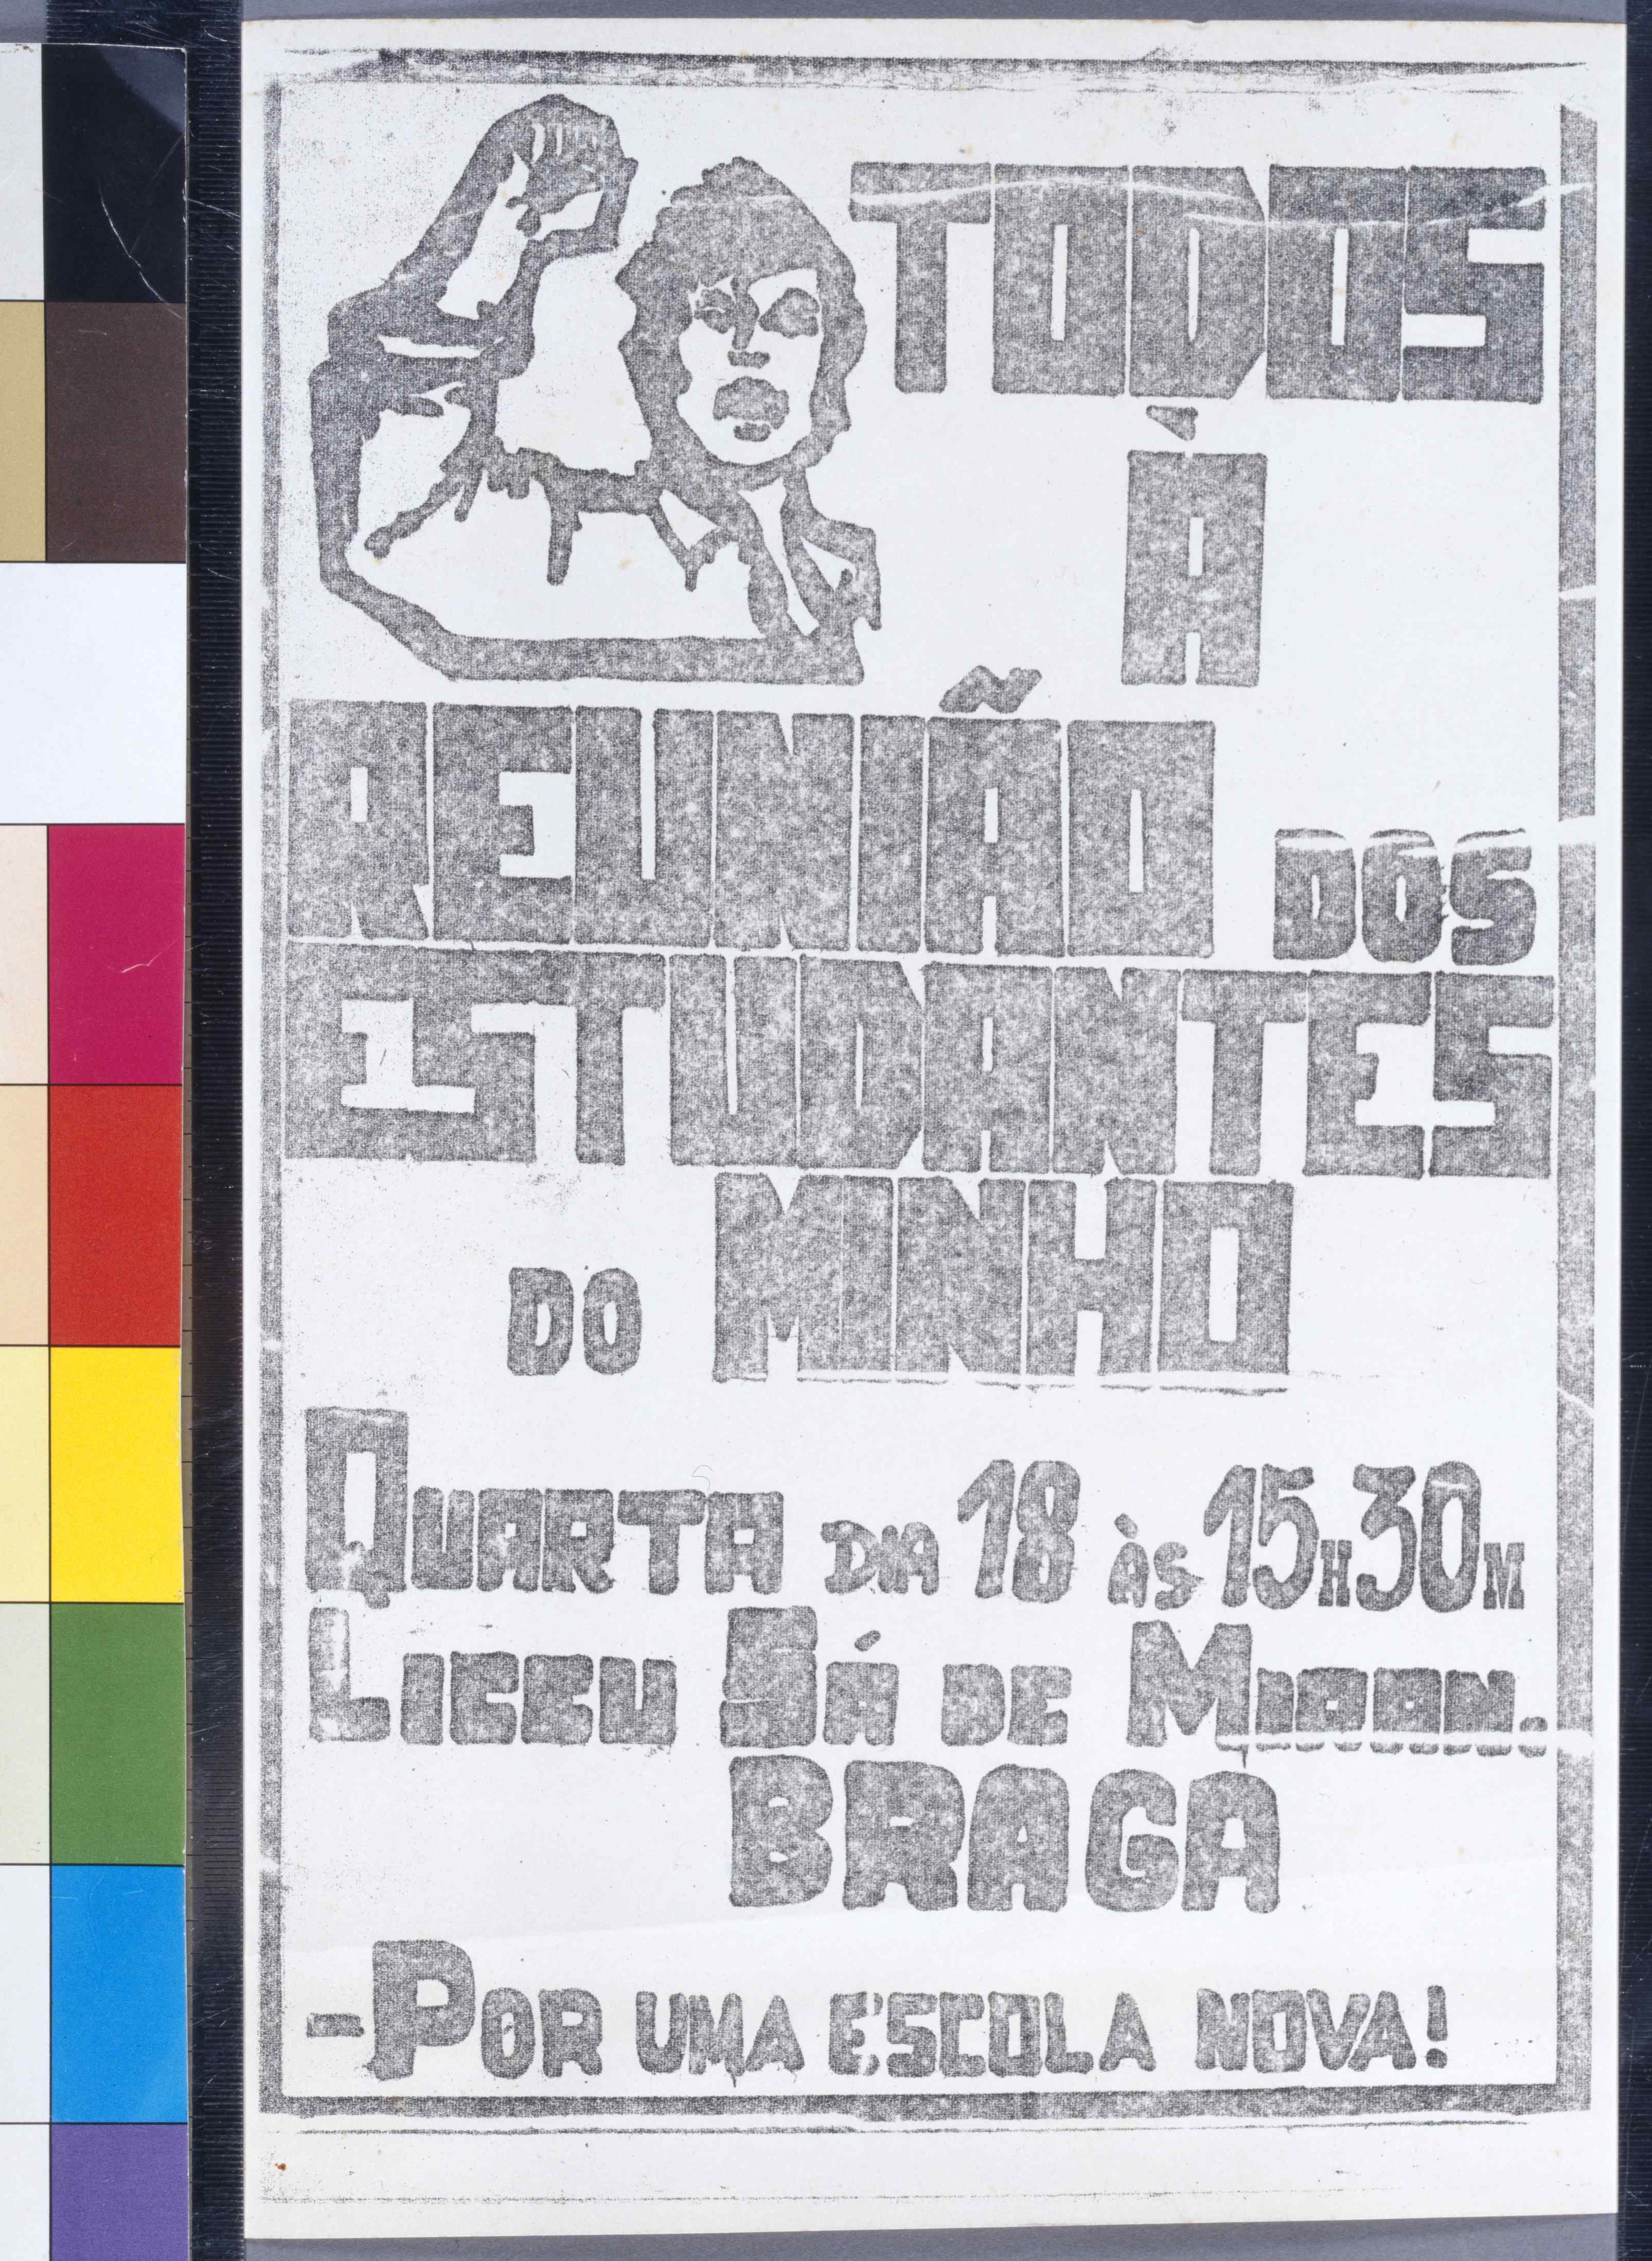 TODOS
À
REUNIÃO DOS
ESTUDANTES
DO MINHO
QUARTA DIA 18 ÀS 15H30M
LICEU SÁ DE MIRAN.
BRAGA
-POR UMA ESCOLA NOVA!